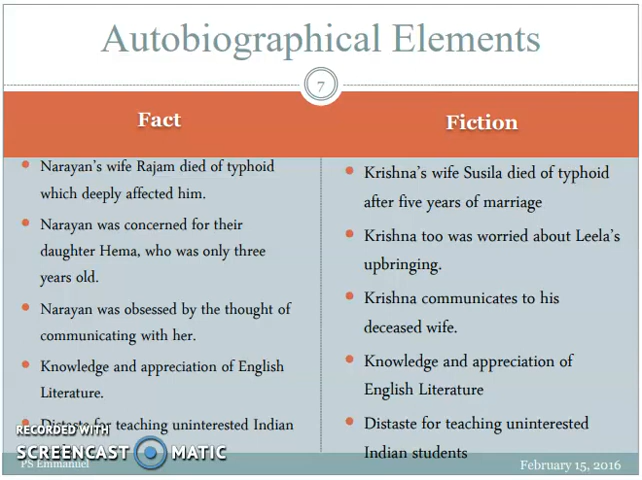 Autobiographical Elements
7
Fact
Narayan's wife Rajam died of typhoid
which deeply affected him.
Narayan was concerned for their
daughter Hema, who was only three
years old.
Narayan was obsessed by the thought of
communicating with her.
Knowledge and appreciation of English
Literature.
Distaste for teaching uninterested Indian
Fiction
Krishna's wife Susila died of typhoid
after five years of marriage
Krishna too was worried about Leela's
upbringing.
Krishna communicates to his
deceased wife.
Knowledge and appreciation of
English Literature
Distaste for teaching uninterested
Indian students
RECORDED WITH
SCREENCAST MATIC
PS Emmanuel
February 15, 2016